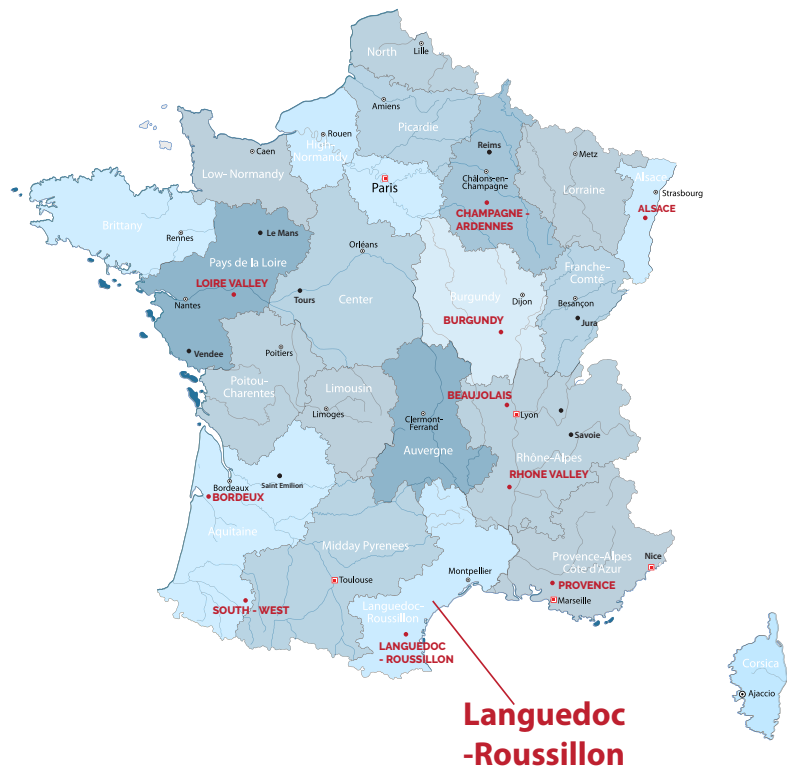 North
Lille
Amiens
Picardie
Rouen
High-
Normandy
Caen
Low- Normandy
Reims
Châlons-en-
Champagne
CHAMPAGNE -
ARDENNES
Metz
Lorraine
Alsace
Strasbourg
ALSACE
Paris
Brittany
Rennes
Le Mans
Pays de la Loire
LOIRE VALLEY
Nantes
Vendee
Orléans
Tours
Center
Burgundy
Dijon
BURGUNDY
Franche-
Comté
Besançon
Jura
Poitiers
Poitou-
Charentes
Limousin
Limoges
Clermont-
Ferrand
Auvergne
BEAUJOLAIS
Lyon
Savoie
Rhône-Alpes
RHONE VALLEY
Bordeaux
Saint Emilion
BORDEUX
Aquitaine
Midday Pyrenees
Toulouse
SOUTH - WEST
Montpellier
Languedoc-
Roussillon
LANGUEDOC
- ROUSSILLON
Provence-Alpes
Côte d'Azur
Nice
PROVENCE
Marseille
Corsica
Ajaccio
Languedoc
-Roussillon